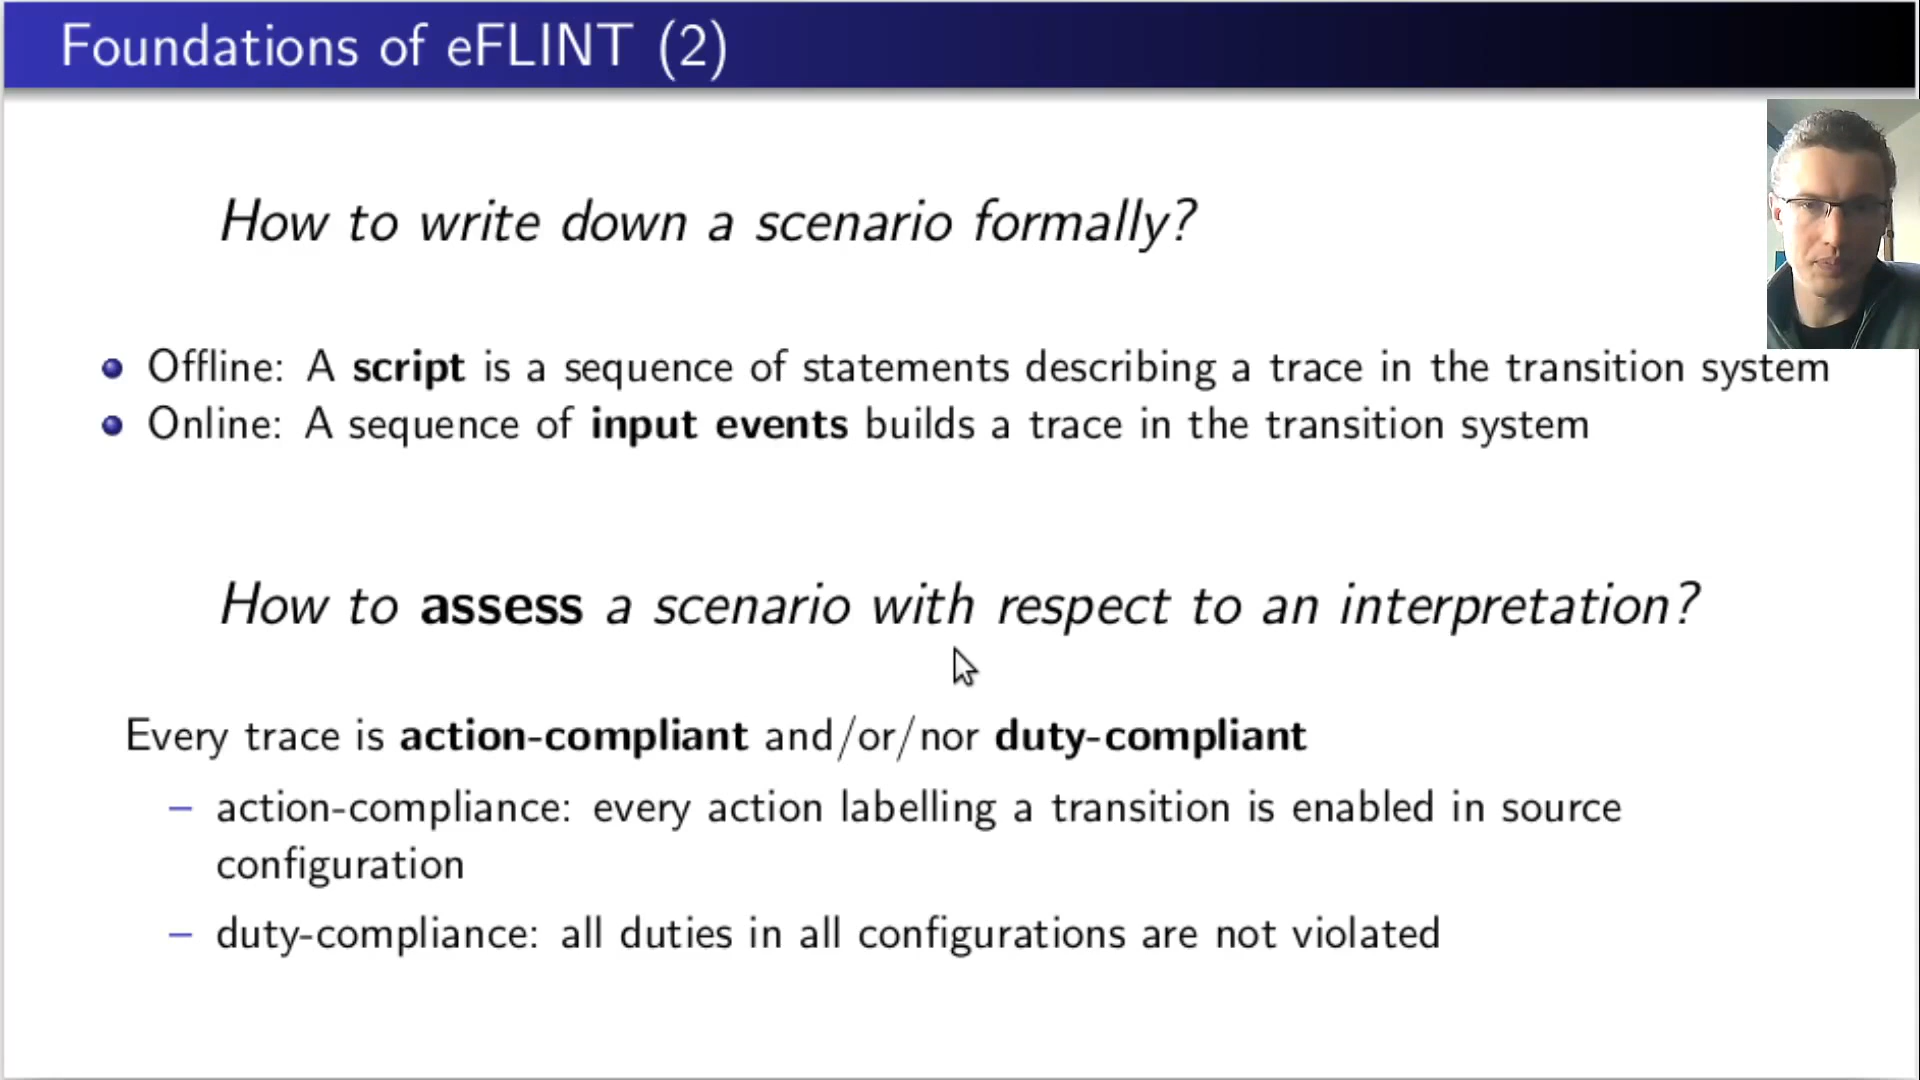 Foundations of eFLINT (2)
How to write down a scenario formally?
Offline: A script is a sequence of statements describing a trace in the transition system
Online: A sequence of input events builds a trace in the transition system
How to assess a scenario with respect to an interpretation?
Every trace is action-compliant and/or/nor duty-compliant
– action-compliance: every action labelling a transition is enabled in source
configuration
– duty-compliance: all duties in all configurations are not violated